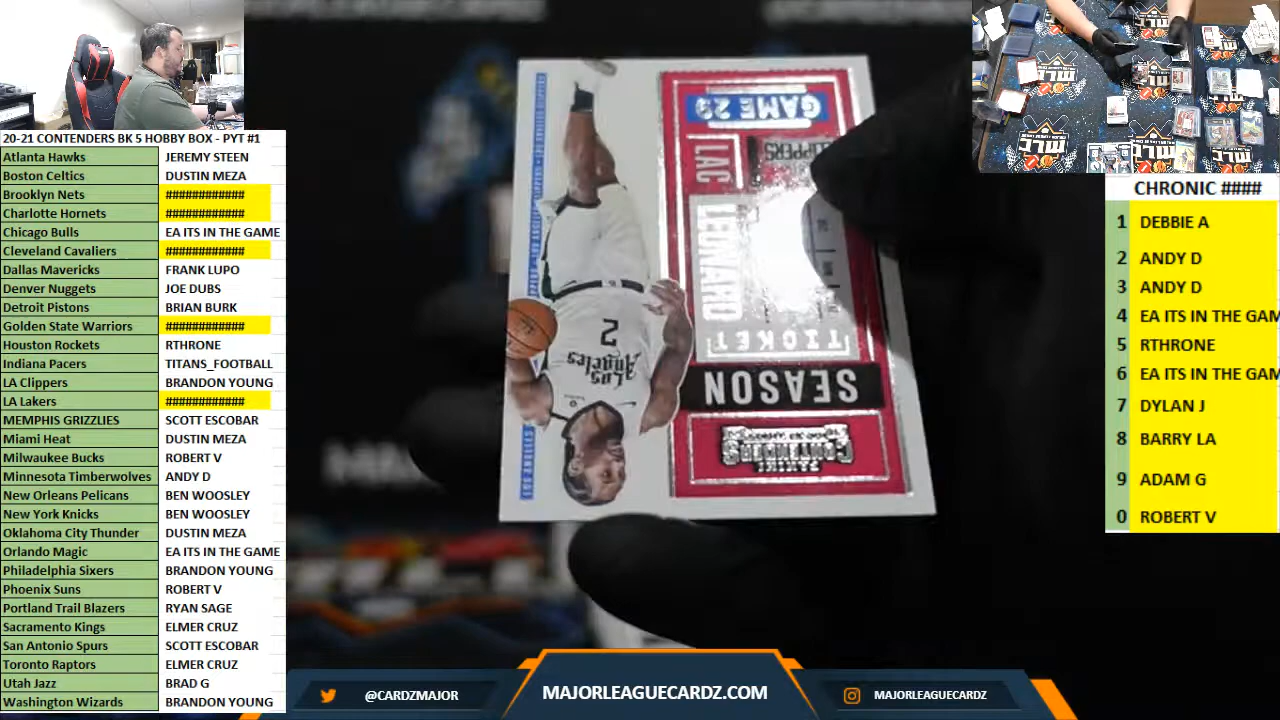 20-21 CONTENDERS BK 5 HOBBY BOX - PYT #1
Atlanta Hawks JEREMY STEEN
Boston Celtics DUSTIN MEZA
Brooklyn Nets ############
Charlotte Hornets ############
Chicago Bulls EA ITS IN THE GAME
Cleveland Cavaliers ############
Dallas Mavericks FRANK LUPO
Denver Nuggets JOE DUBS
Detroit Pistons BRIAN BURK
Golden State Warriors ############
Houston Rockets RTHRONE
Indiana Pacers TITANS_FOOTBALL
LA Clippers BRANDON YOUNG
LA Lakers ############
MEMPHIS GRIZZLIES SCOTT ESCOBAR
Miami Heat DUSTIN MEZA
Milwaukee Bucks ROBERT V
Minnesota Timberwolves ANDY D
New Orleans Pelicans BEN WOOSLEY
New York Knicks BEN WOOSLEY
Oklahoma City Thunder DUSTIN MEZA
Orlando Magic EA ITS IN THE GAME
Philadelphia Sixers BRANDON YOUNG
Phoenix Suns ROBERT V
Portland Trail Blazers RYAN SAGE
Sacramento Kings ELMER CRUZ
San Antonio Spurs SCOTT ESCOBAR
Toronto Raptors ELMER CRUZ
Utah Jazz BRAD G
Washington Wizards BRANDON YOUNG
PANINI
CONTENDERS
SEASON
TICKET
LEONARD
LAC
CLIPPERS
GAME 29
LOS ANGELES
Los
Angeles
2
CHRONIC ####
1 DEBBIE A
2 ANDY D
3 ANDY D
4 EA ITS IN THE GAM
5 RTHRONE
6 EA ITS IN THE GAM
7 DYLAN J
8 BARRY LA
9 ADAM G
0 ROBERT V
MLC
@CARDZMAJOR
MAJORLEAGUECARDZ.COM
MAJORLEAGUECARDZ